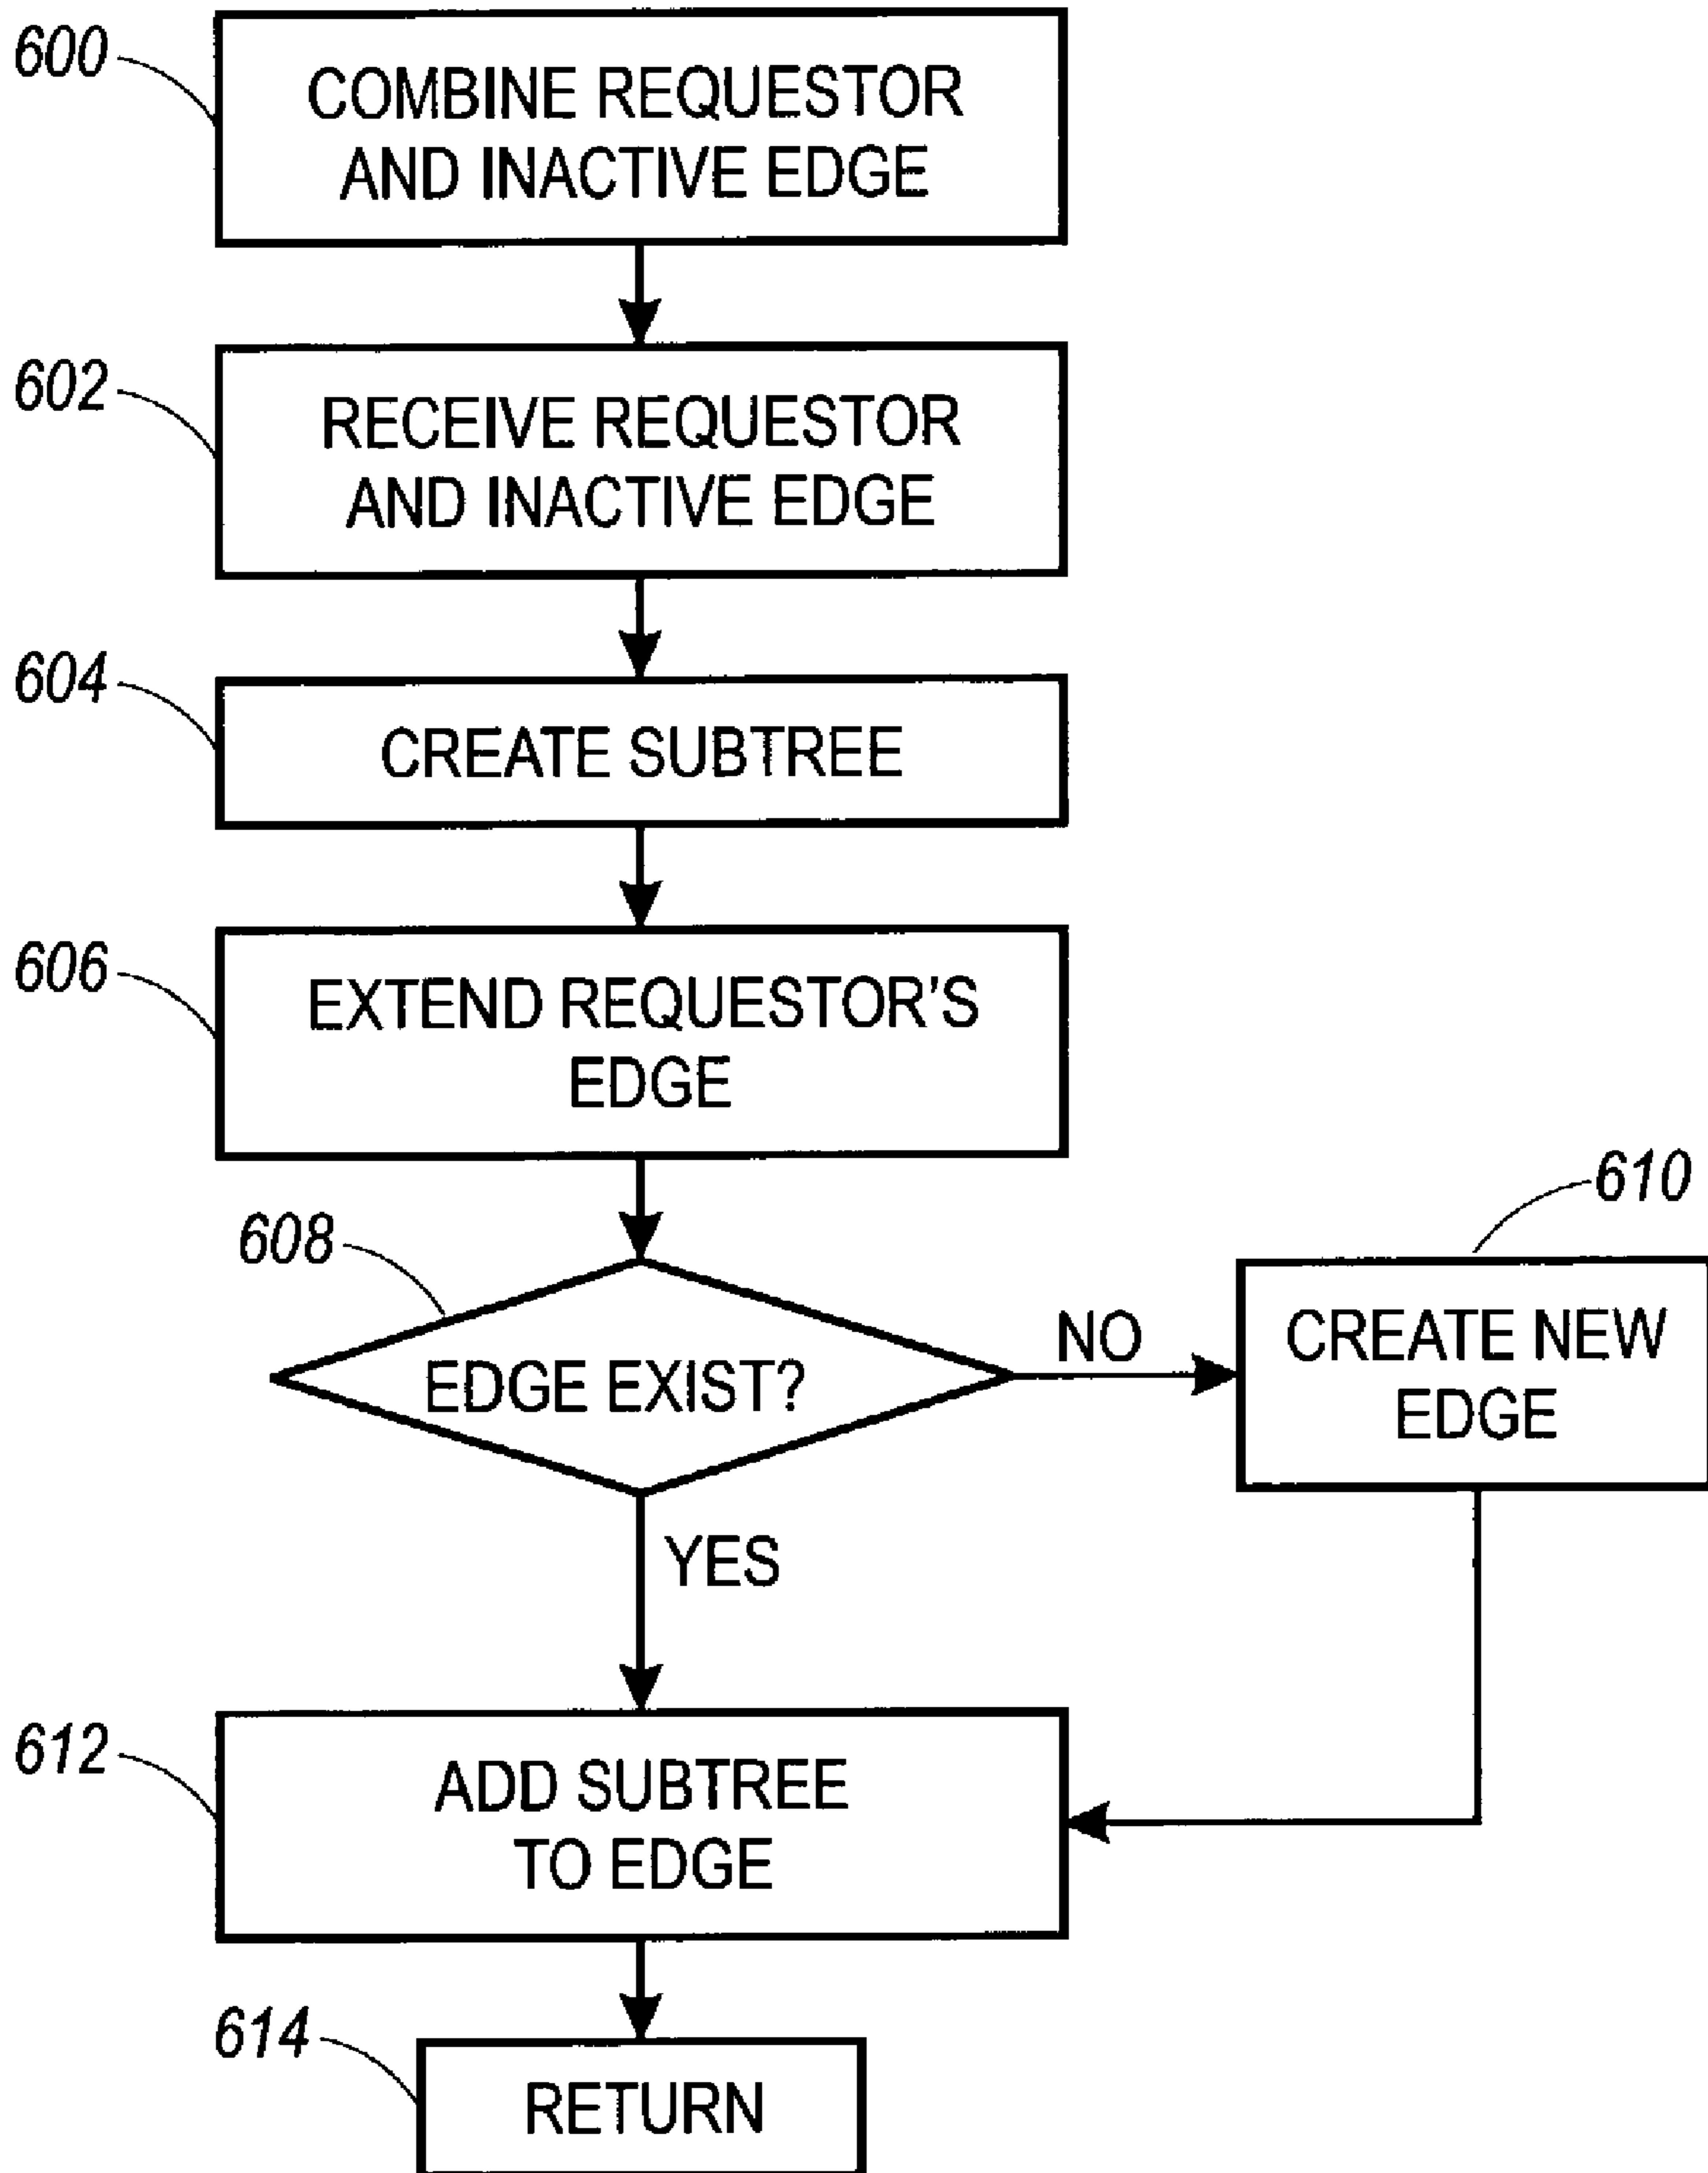 600
COMBINE REQUESTOR
AND INACTIVE EDGE
602
RECEIVE REQUESTOR
AND INACTIVE EDGE
604
CREATE SUBTREE
606
EXTEND REQUESTOR'S
EDGE
608
EDGE EXIST?
NO
610
CREATE NEW
EDGE
YES
612
ADD SUBTREE
TO EDGE
614
RETURN